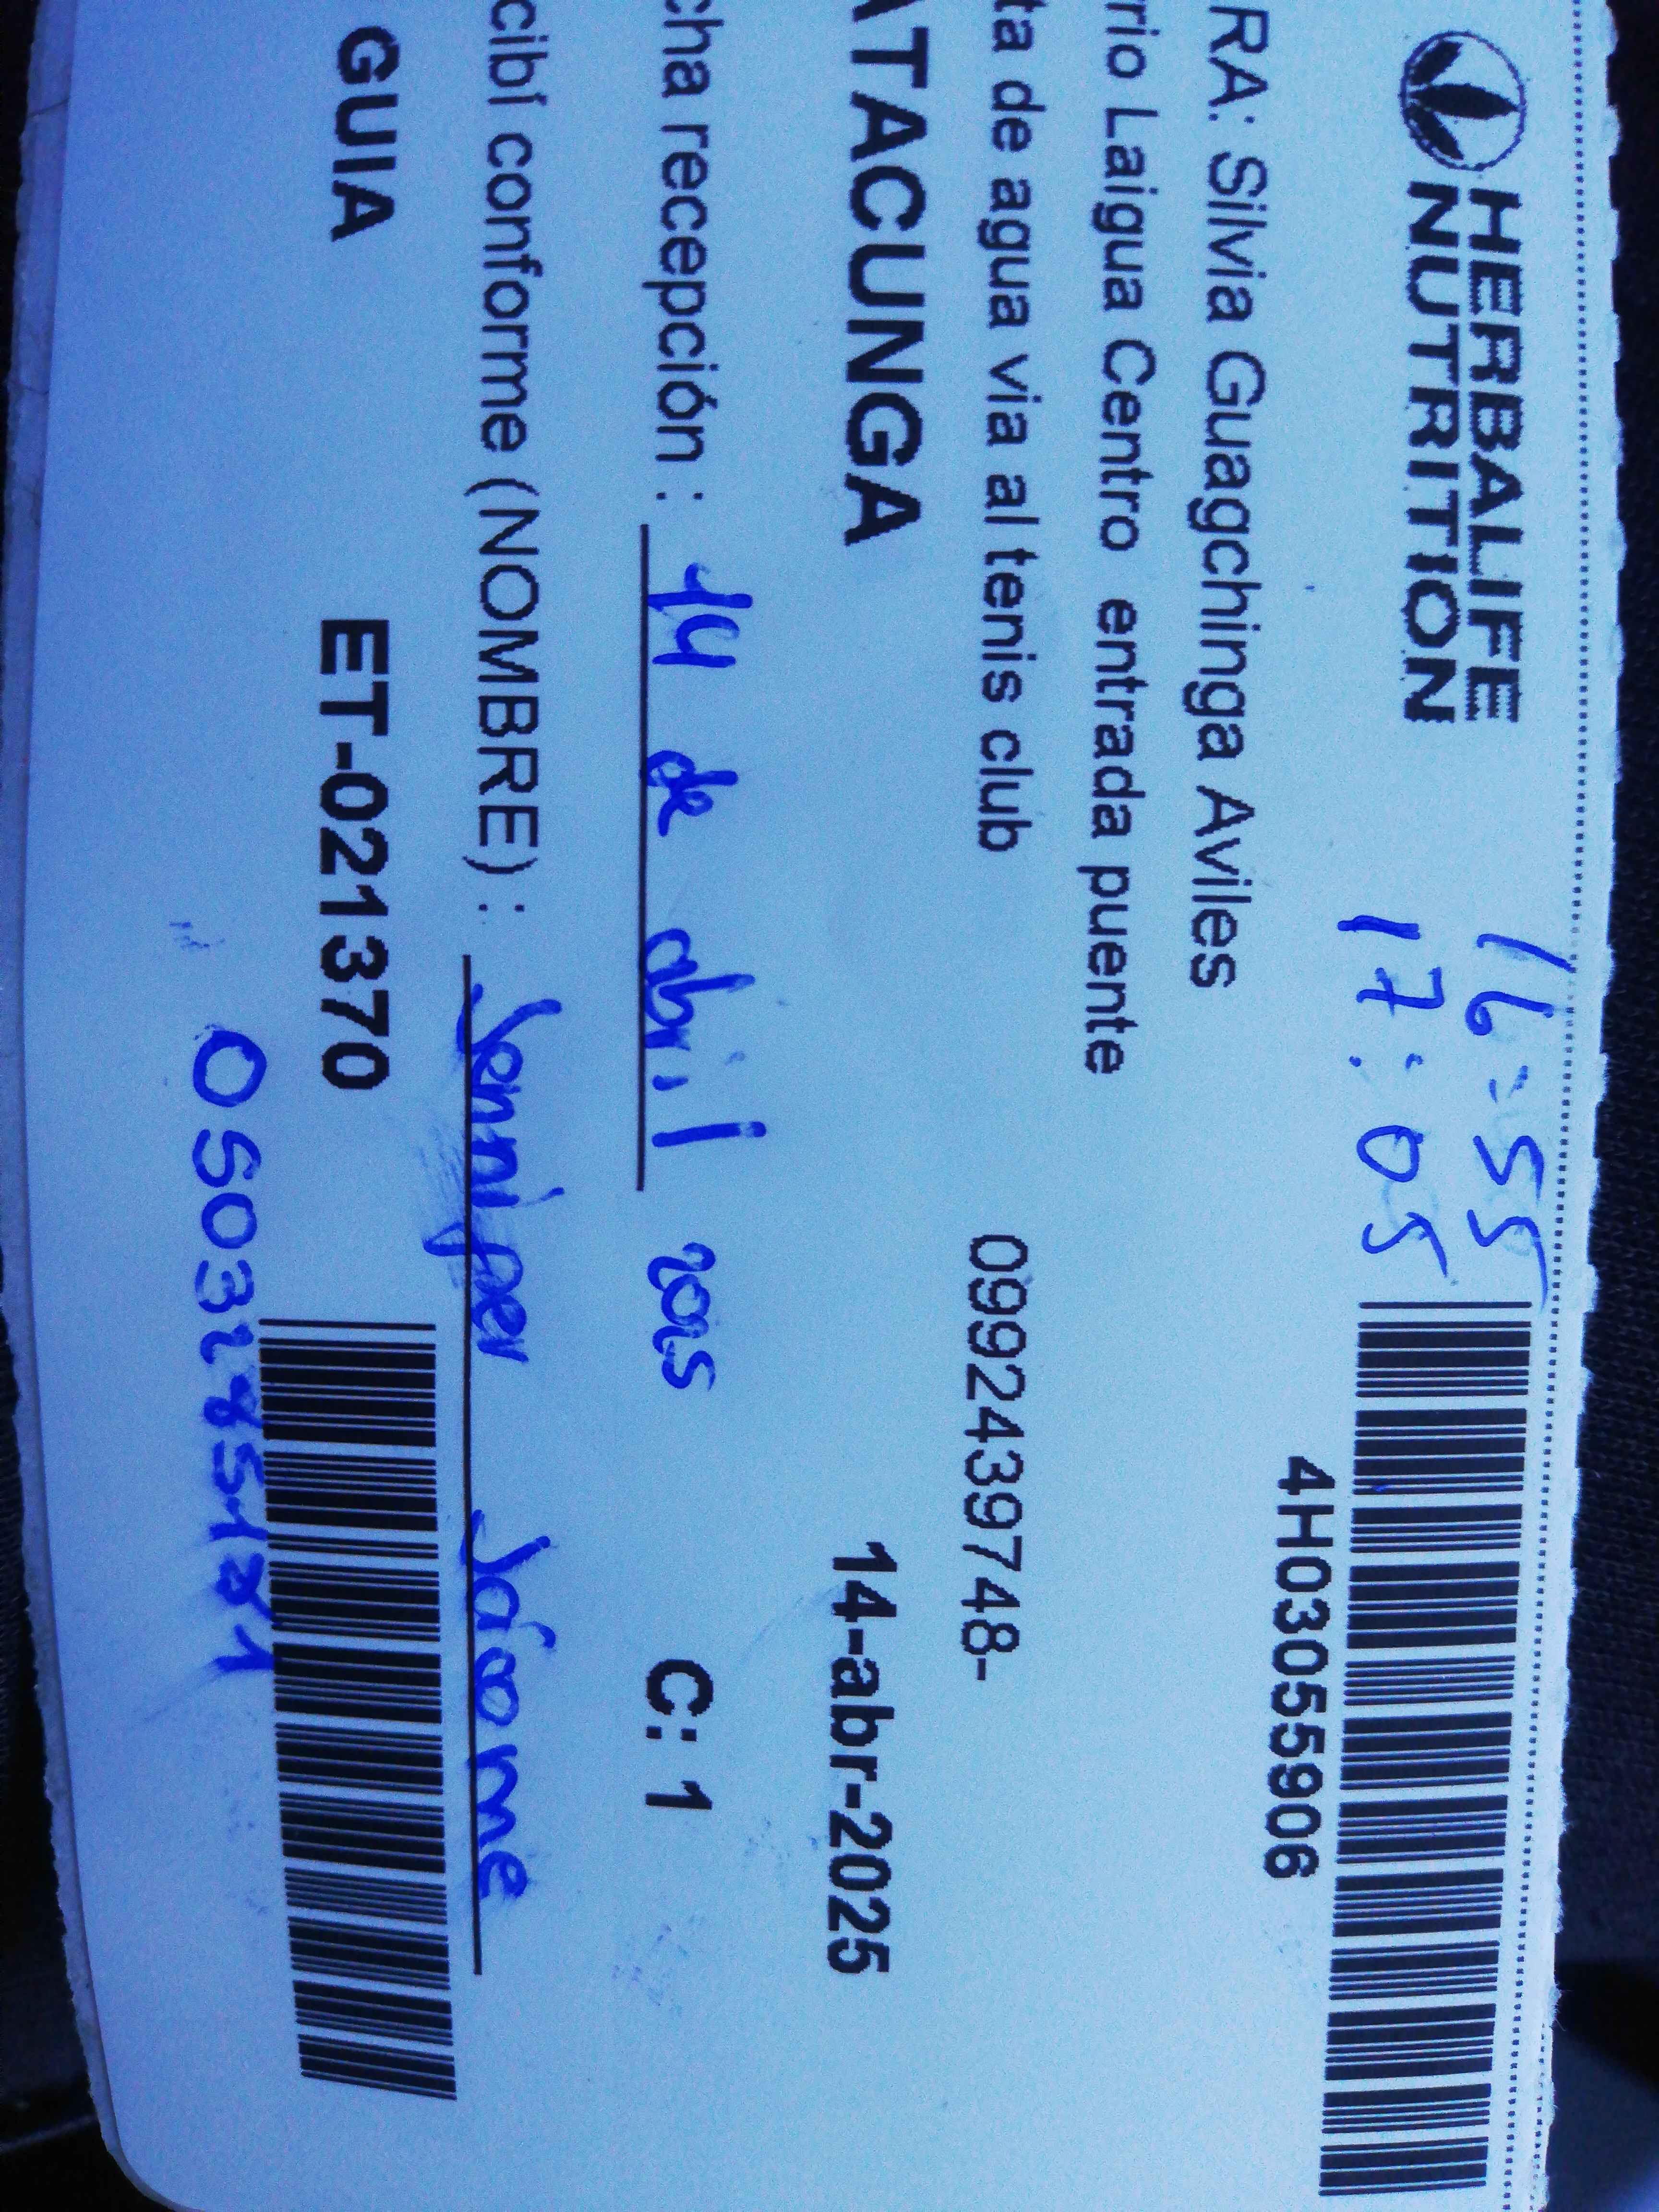 HERBALIFE
NUTRITION
16:55
17:05
4H03055906
RA: Silvia Guagchinga Aviles
rio Laigua Centro entrada puente
ta de agua via al tenis club 0992439748-
ATACUNGA 14-abr-2025
cha recepción : 14 de abril 2025 C: 1
cibí conforme (NOMBRE) : Jennifer Jácome
GUIA ET-021370